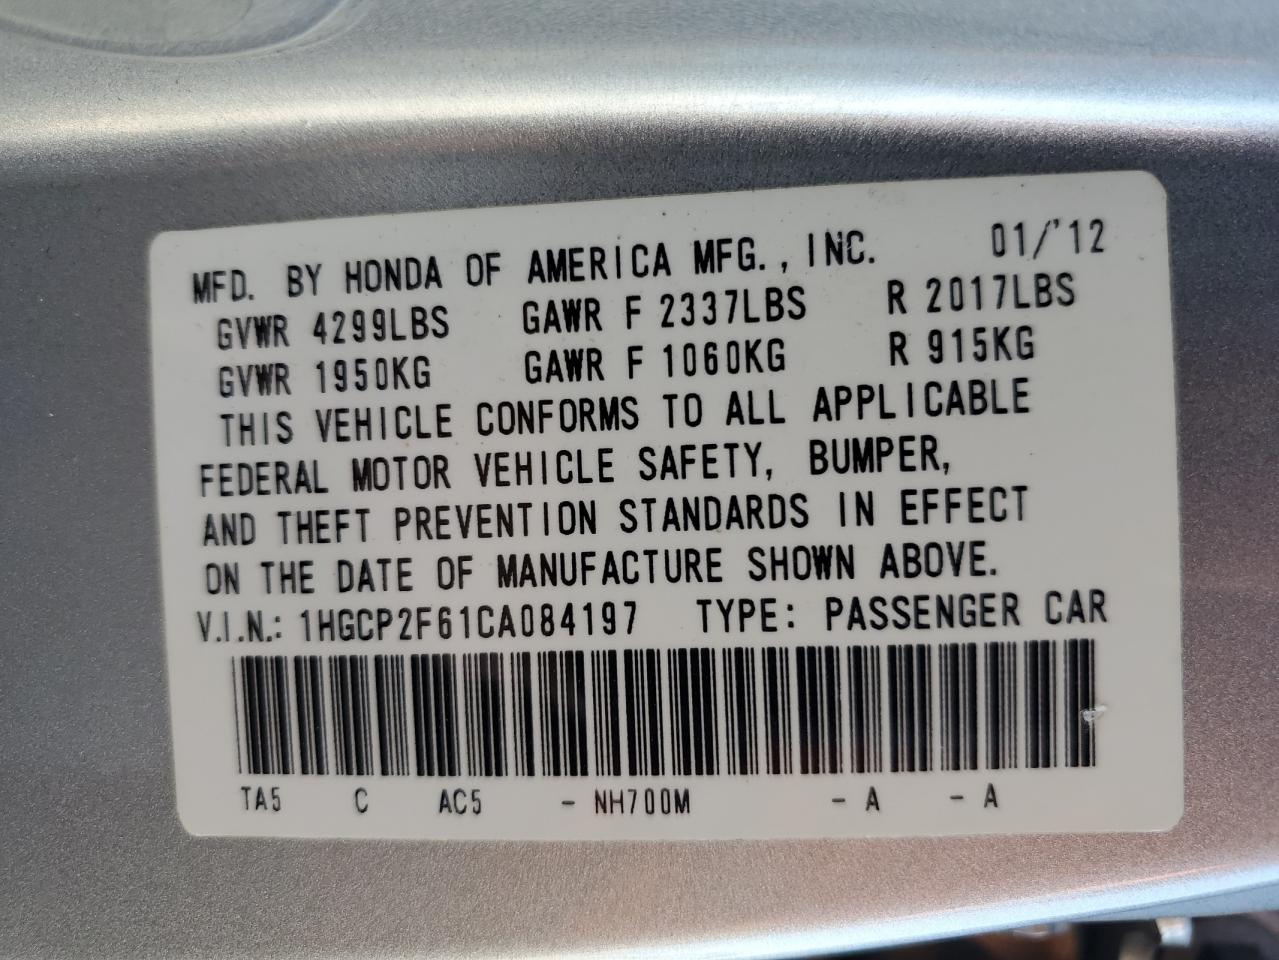 MFD. BY HONDA OF AMERICA MFG., INC. 01/'12
GVWR 4299LBS GAWR F 2337LBS R 2017LBS
GVWR 1950KG GAWR F 1060KG R 915KG
THIS VEHICLE CONFORMS TO ALL APPLICABLE
FEDERAL MOTOR VEHICLE SAFETY, BUMPER,
AND THEFT PREVENTION STANDARDS IN EFFECT
ON THE DATE OF MANUFACTURE SHOWN ABOVE.
V.I.N.: 1HGCP2F61CA084197 TYPE: PASSENGER CAR
TA5 C AC5 - NH700M - A - A